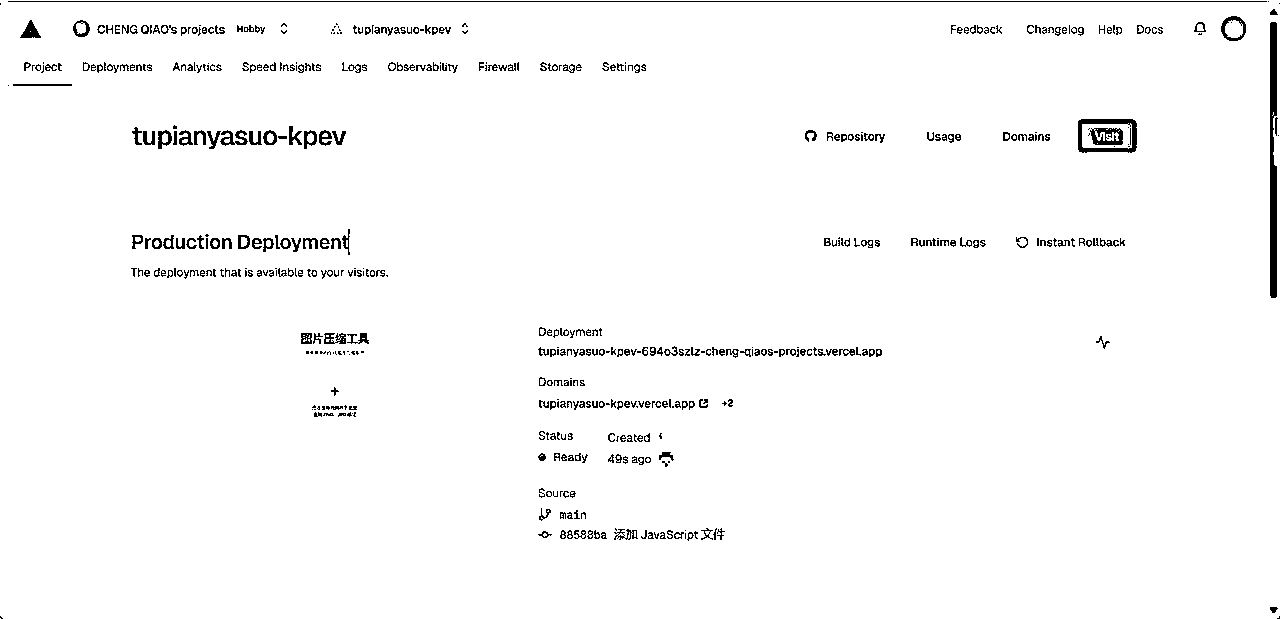 CHENG QIAO's projects Hobby tupianyasuo-kpev Feedback Changelog Help Docs
Project Deployments Analytics Speed Insights Logs Observability Firewall Storage Settings
tupianyasuo-kpev Repository Usage Domains Visit
Production Deployment Build Logs Runtime Logs Instant Rollback
The deployment that is available to your visitors.
图片压缩工具
+
Deployment
tupianyasuo-kpev-694o3szlz-cheng-qiaos-projects.vercel.app
Domains
tupianyasuo-kpev.vercel.app +2
Status Created
Ready 49s ago
Source
main
88588ba 添加 JavaScript 文件